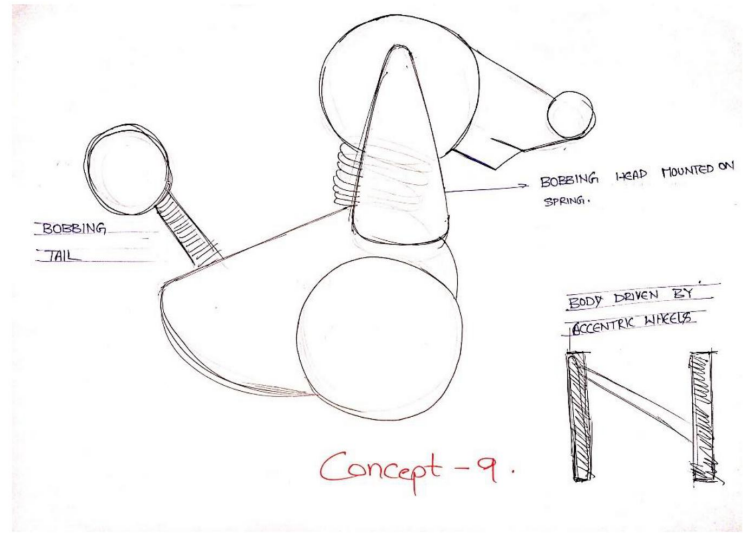 BOBBING
TAIL
BOBBING HEAD MOUNTED ON
SPRING.
BODY DRIVEN BY
ACCENTRIC WHEELS
Concept - 9.